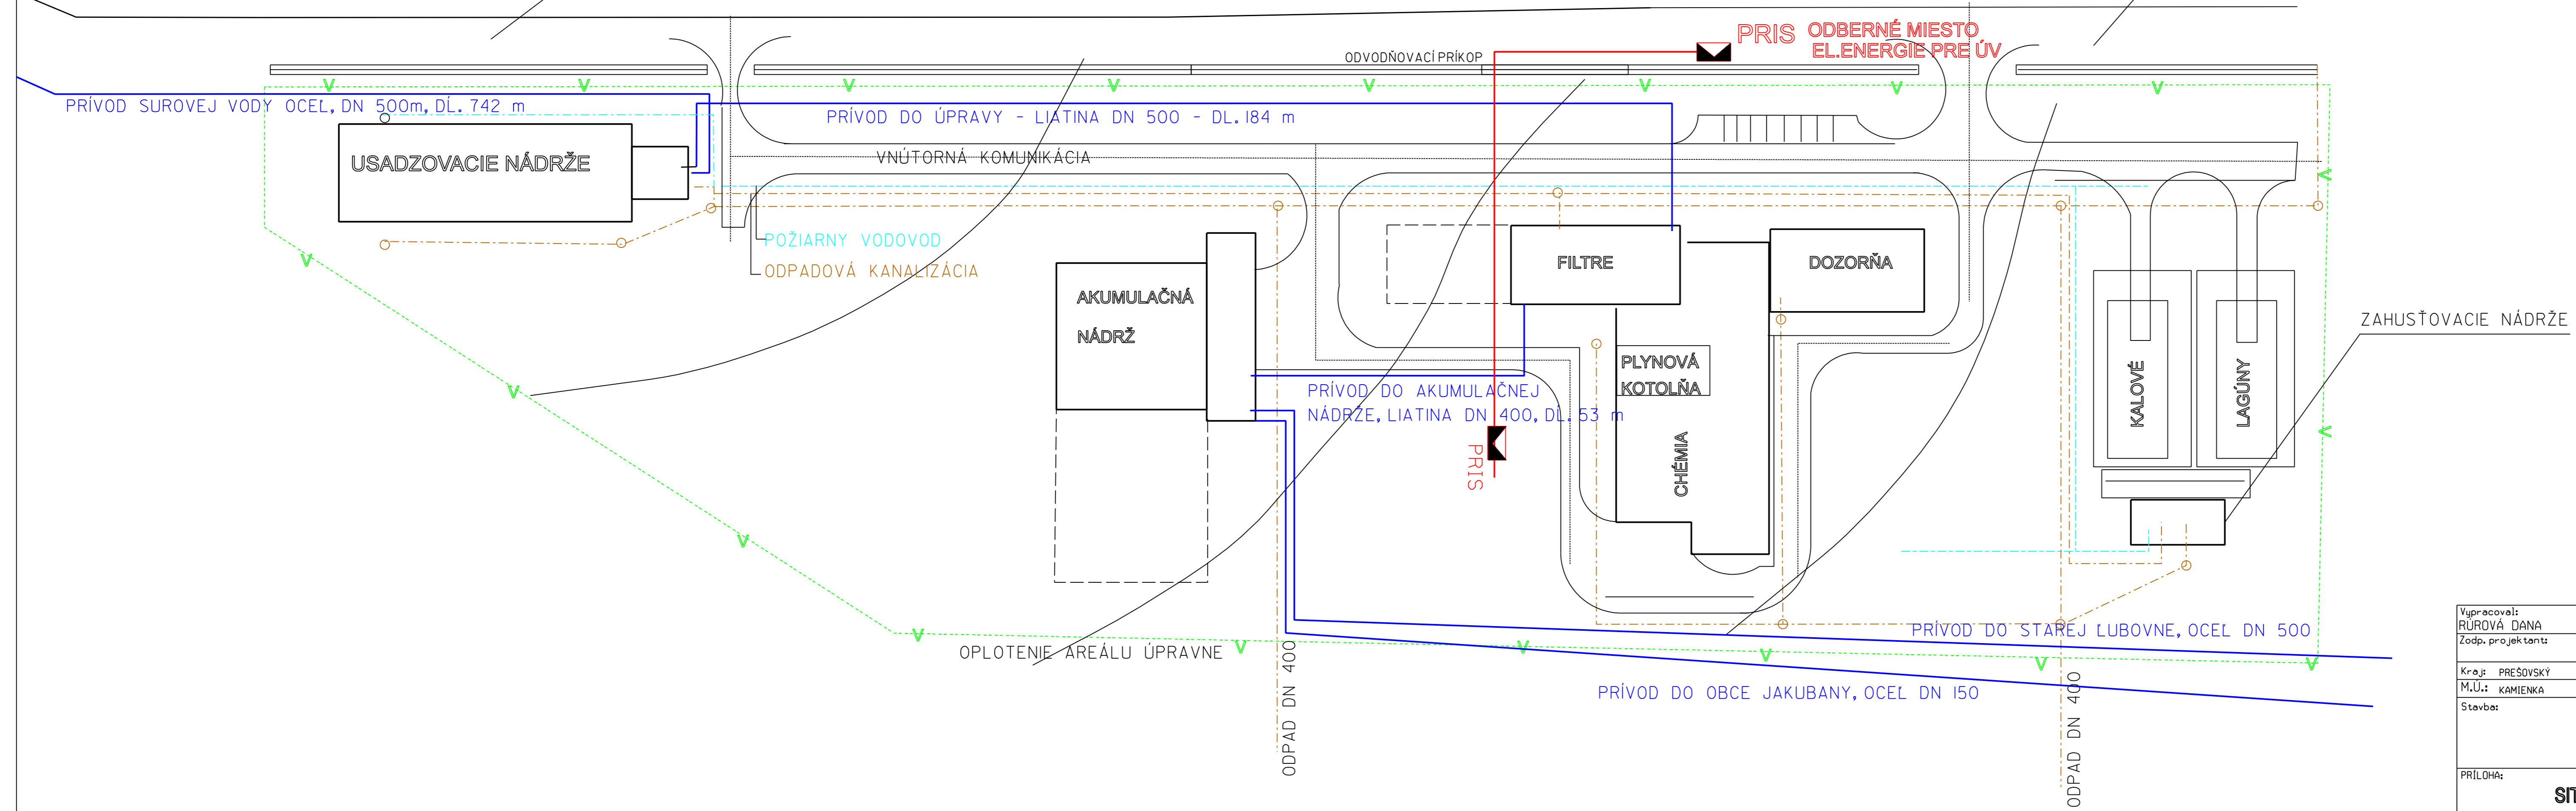 PRIS ODBERNÉ MIESTO
EL.ENERGIE PRE ÚV
ODVODŇOVACÍ PRÍKOP
PRÍVOD SUROVEJ VODY OCEL, DN 500m, DĹ. 742 m
PRÍVOD DO ÚPRAVY - LIATINA DN 500 - DL. 184 m
USADZOVACIE NÁDRŽE
VNÚTORNÁ KOMUNIKÁCIA
POŽIARNY VODOVOD
ODPADOVÁ KANALIZÁCIA
AKUMULAČNÁ
NÁDRŽ
FILTRE
DOZORŇA
PLYNOVÁ
KOTOLŇA
CHÉMIA
KALOVÉ
LAGÚNY
ZAHUSŤOVACIE NÁDRŽE
PRÍVOD DO AKUMULAČNEJ
NÁDRŽE, LIATINA DN 400, DĹ. 53 m
PRIS
OPLOTENIE AREÁLU ÚPRAVNE
ODPAD DN 400
PRÍVOD DO STAREJ LUBOVNE, OCEL DN 500
PRÍVOD DO OBCE JAKUBANY, OCEL DN 150
ODPAD DN 400
Vypracoval:
RŮROVÁ DANA
Zodp. projektant:
Kraj: PREŠOVSKÝ
M.Ú.: KAMIENKA
Stavba:
PRÍLOHA:
SIT